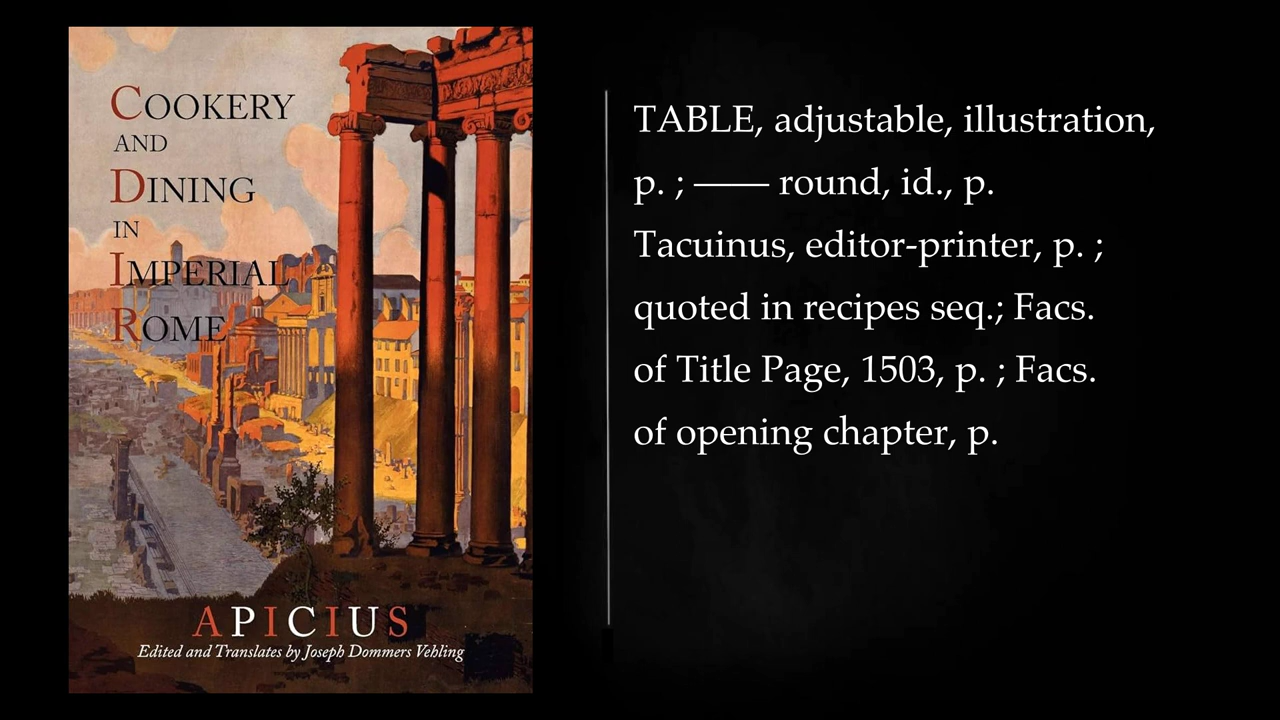 COOKERY
AND
DINING
IN
IMPERIAL
ROME
APICIUS
Edited and Translates by Joseph Dommers Vehling
TABLE, adjustable, illustration,
p. ; —— round, id., p.
Tacuinus, editor-printer, p. ;
quoted in recipes seq.; Facs.
of Title Page, 1503, p. ; Facs.
of opening chapter, p.